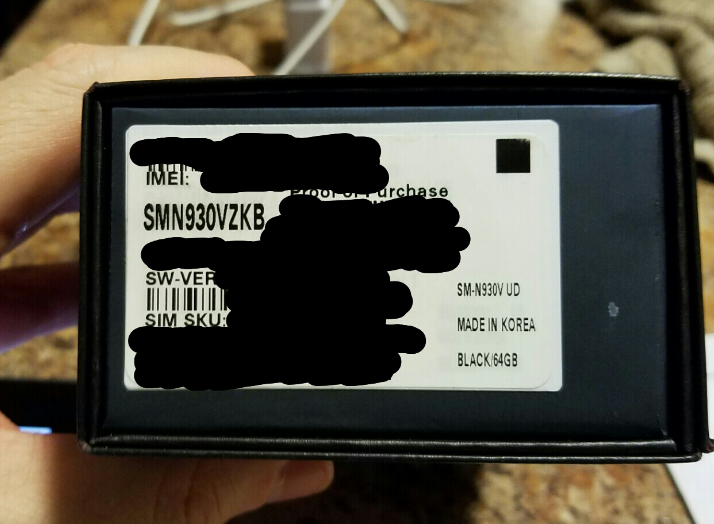 IMEI:
Proof of Purchase
SMN930VZKB
SW-VER
SIM SKU:
SM-N930V UD
MADE IN KOREA
BLACK/64GB